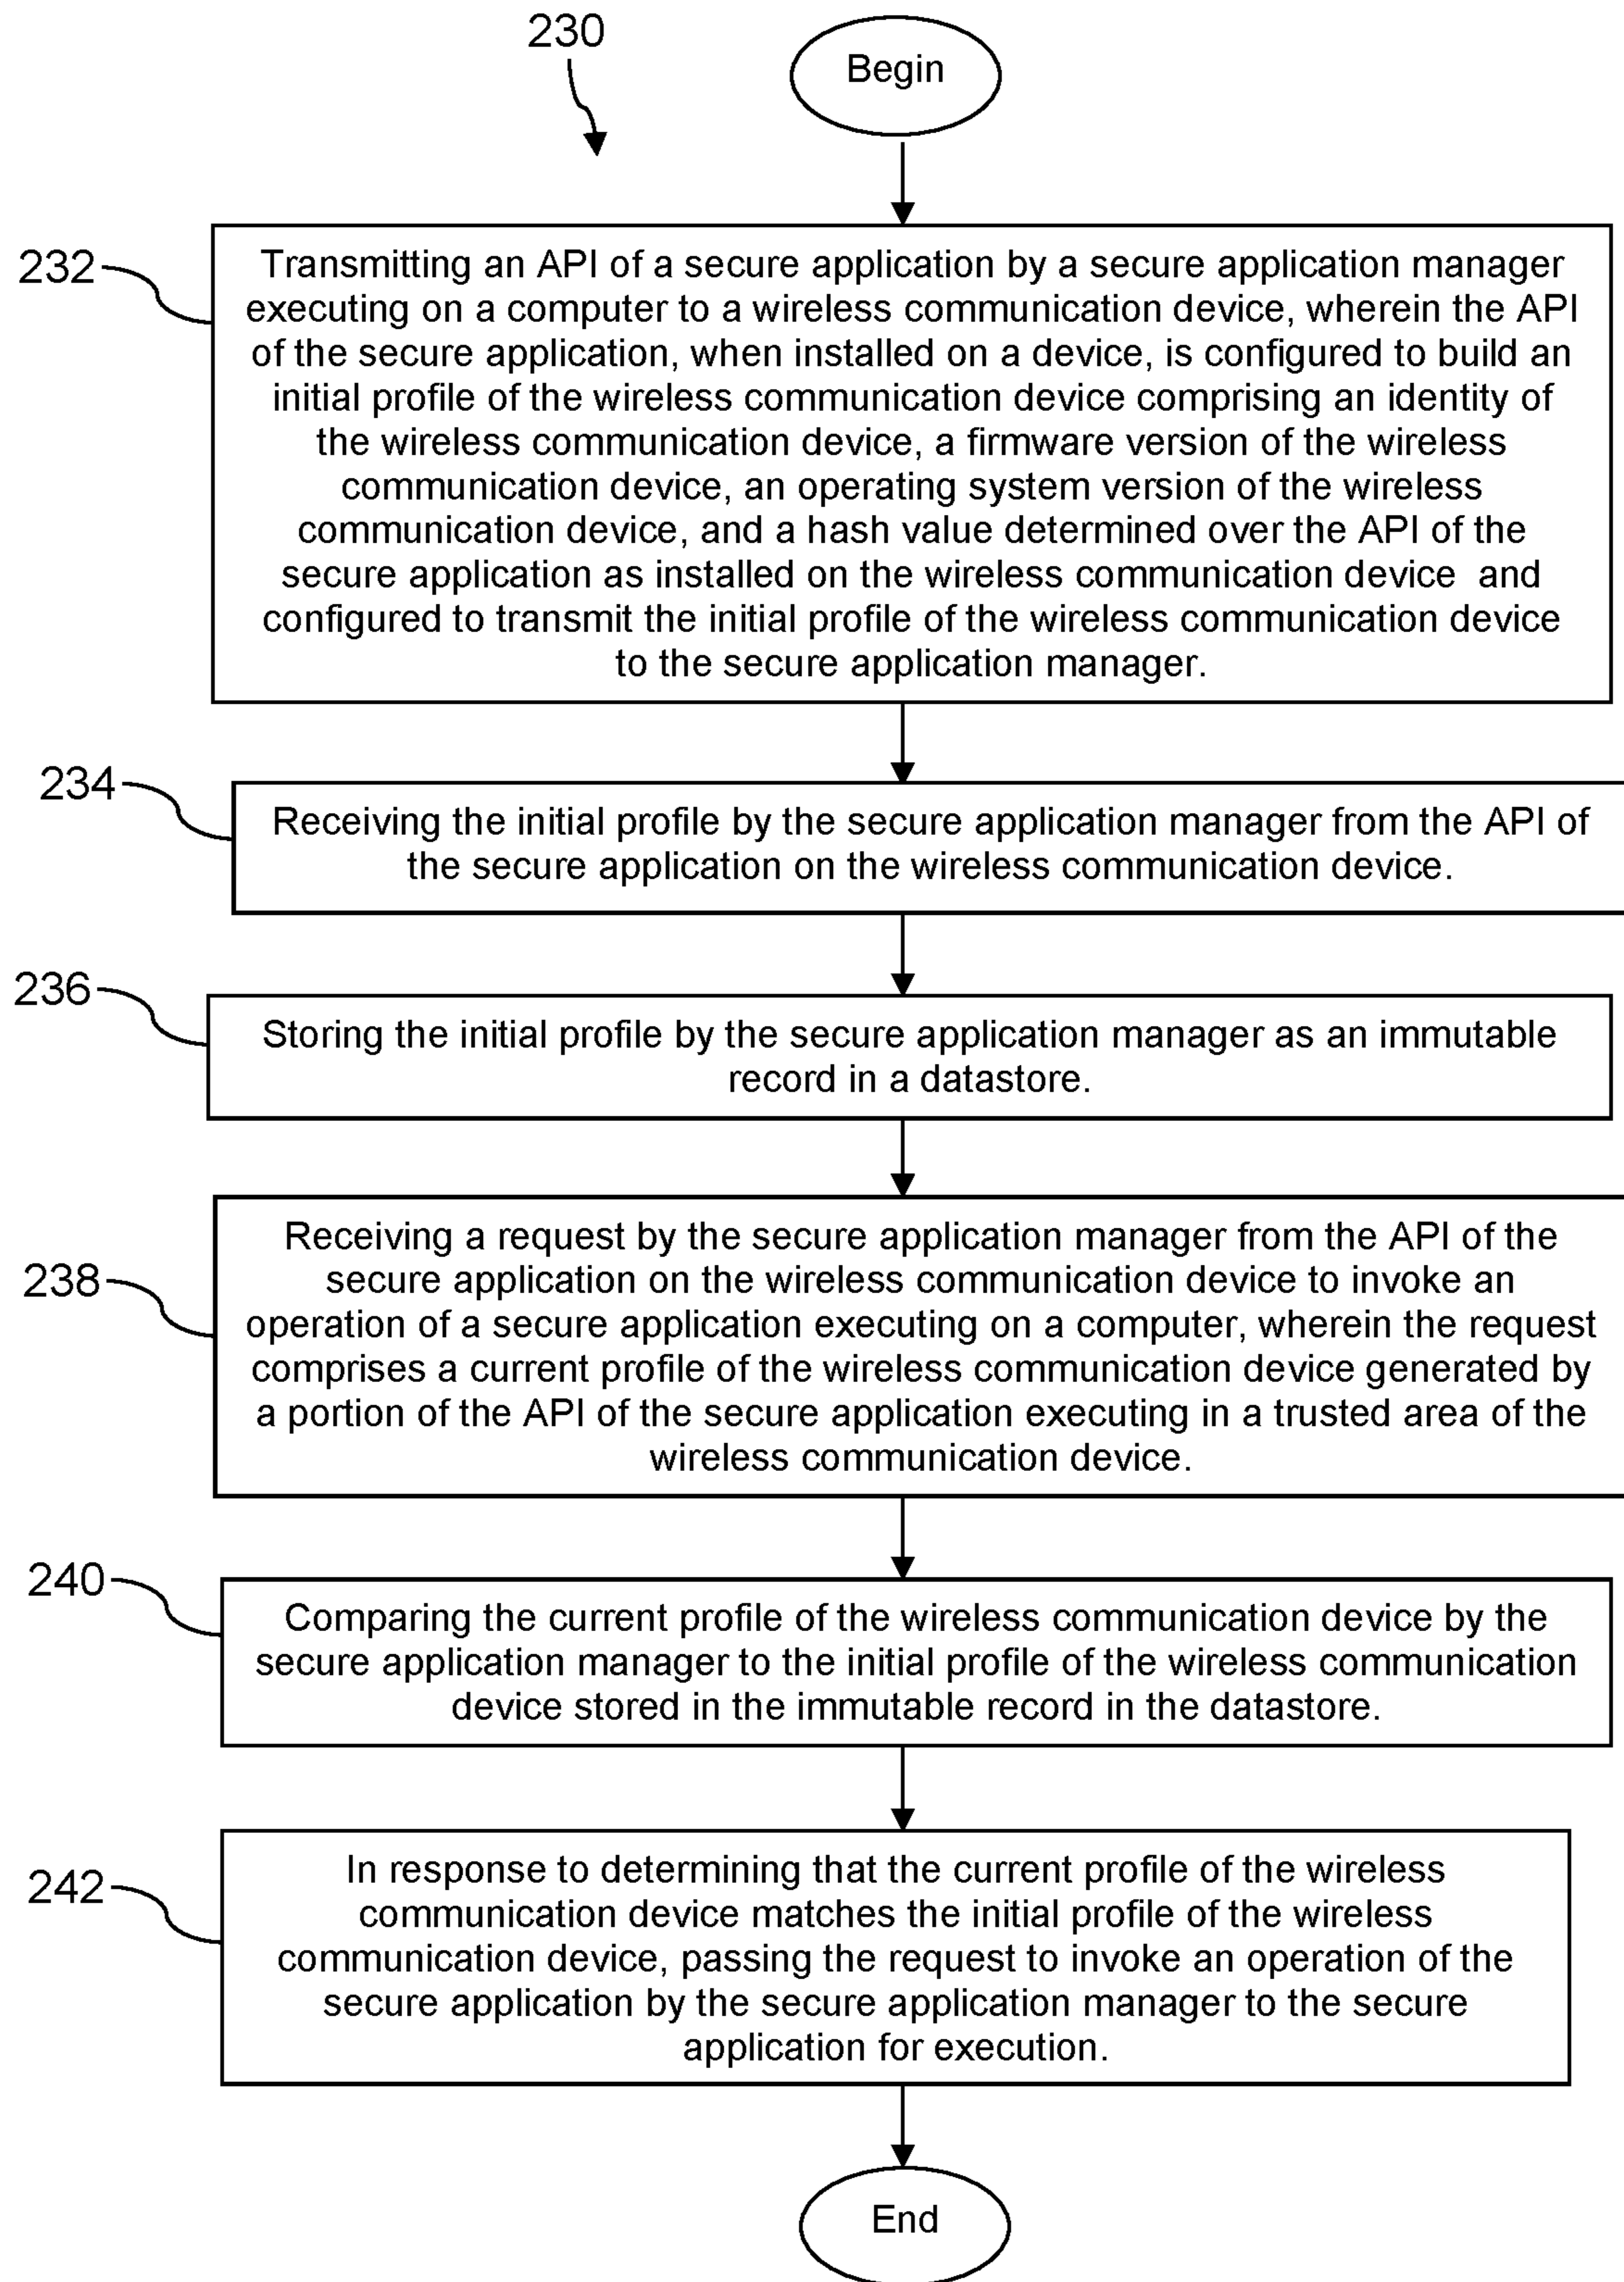 230
Begin
232
Transmitting an API of a secure application by a secure application manager
executing on a computer to a wireless communication device, wherein the API
of the secure application, when installed on a device, is configured to build an
initial profile of the wireless communication device comprising an identity of
the wireless communication device, a firmware version of the wireless
communication device, an operating system version of the wireless
communication device, and a hash value determined over the API of the
secure application as installed on the wireless communication device and
configured to transmit the initial profile of the wireless communication device
to the secure application manager.
234
Receiving the initial profile by the secure application manager from the API of
the secure application on the wireless communication device.
236
Storing the initial profile by the secure application manager as an immutable
record in a datastore.
238
Receiving a request by the secure application manager from the API of the
secure application on the wireless communication device to invoke an
operation of a secure application executing on a computer, wherein the request
comprises a current profile of the wireless communication device generated by
a portion of the API of the secure application executing in a trusted area of the
wireless communication device.
240
Comparing the current profile of the wireless communication device by the
secure application manager to the initial profile of the wireless communication
device stored in the immutable record in the datastore.
242
In response to determining that the current profile of the wireless
communication device matches the initial profile of the wireless
communication device, passing the request to invoke an operation of the
secure application by the secure application manager to the secure
application for execution.
End